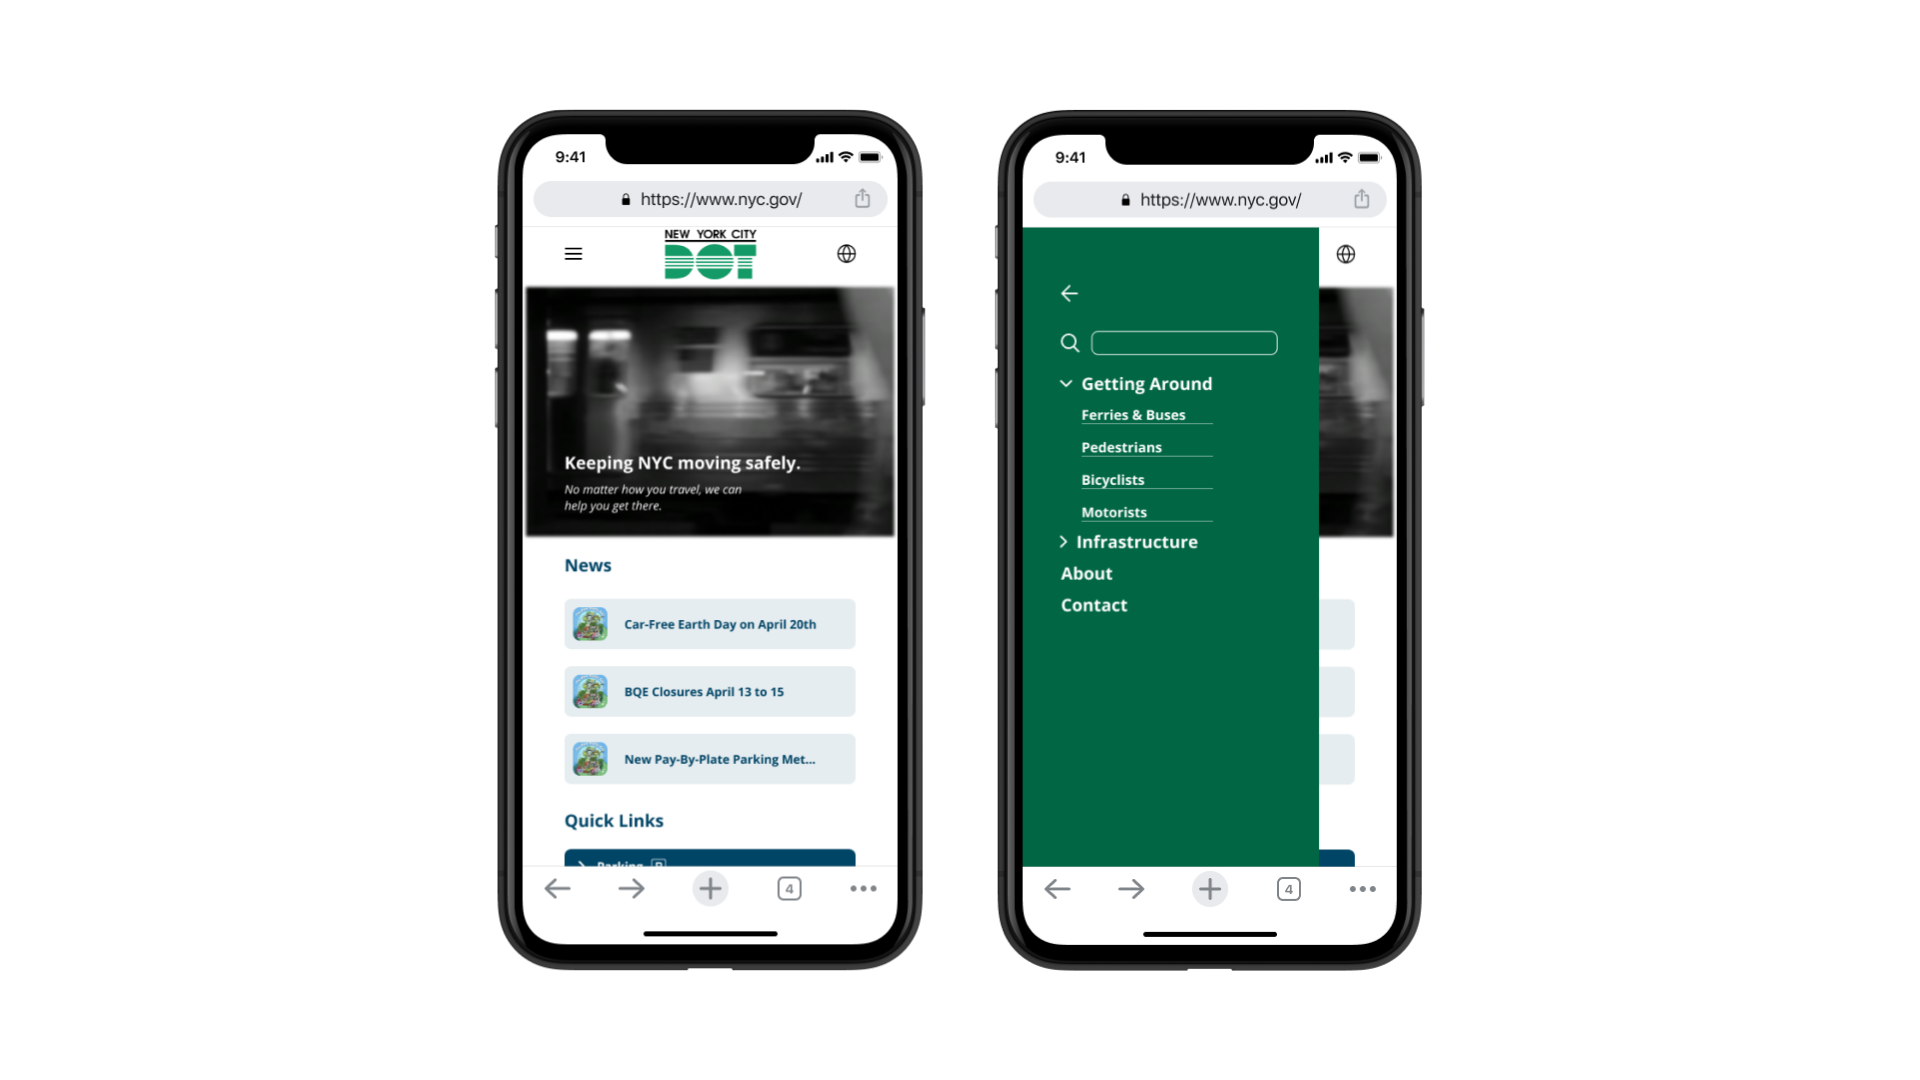 9:41
https://www.nyc.gov/
NEW YORK CITY
DOT
Keeping NYC moving safely.
No matter how you travel, we can
help you get there.
News
Car-Free Earth Day on April 20th
BQE Closures April 13 to 15
New Pay-By-Plate Parking Met...
Quick Links
Parking P
4
9:41
https://www.nyc.gov/
Getting Around
Ferries & Buses
Pedestrians
Bicyclists
Motorists
Infrastructure
About
Contact
4